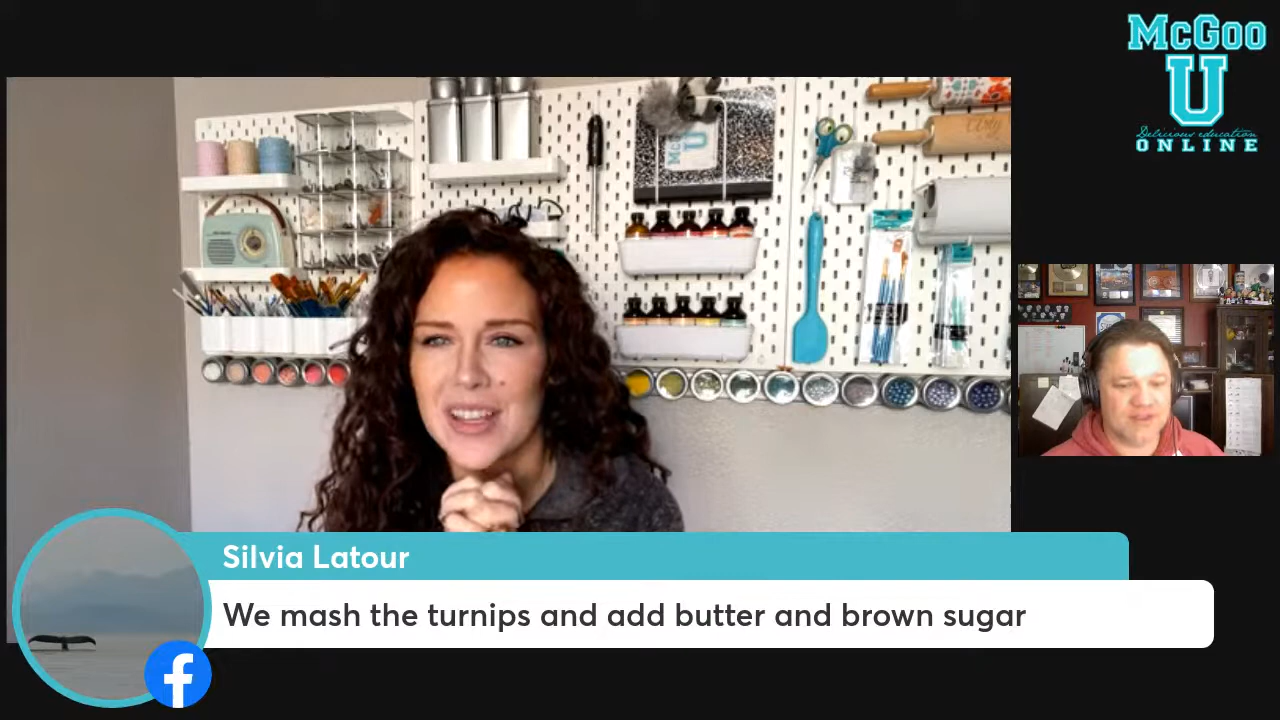 McGoo
U
Delicious education
ONLINE
U
Silvia Latour
We mash the turnips and add butter and brown sugar